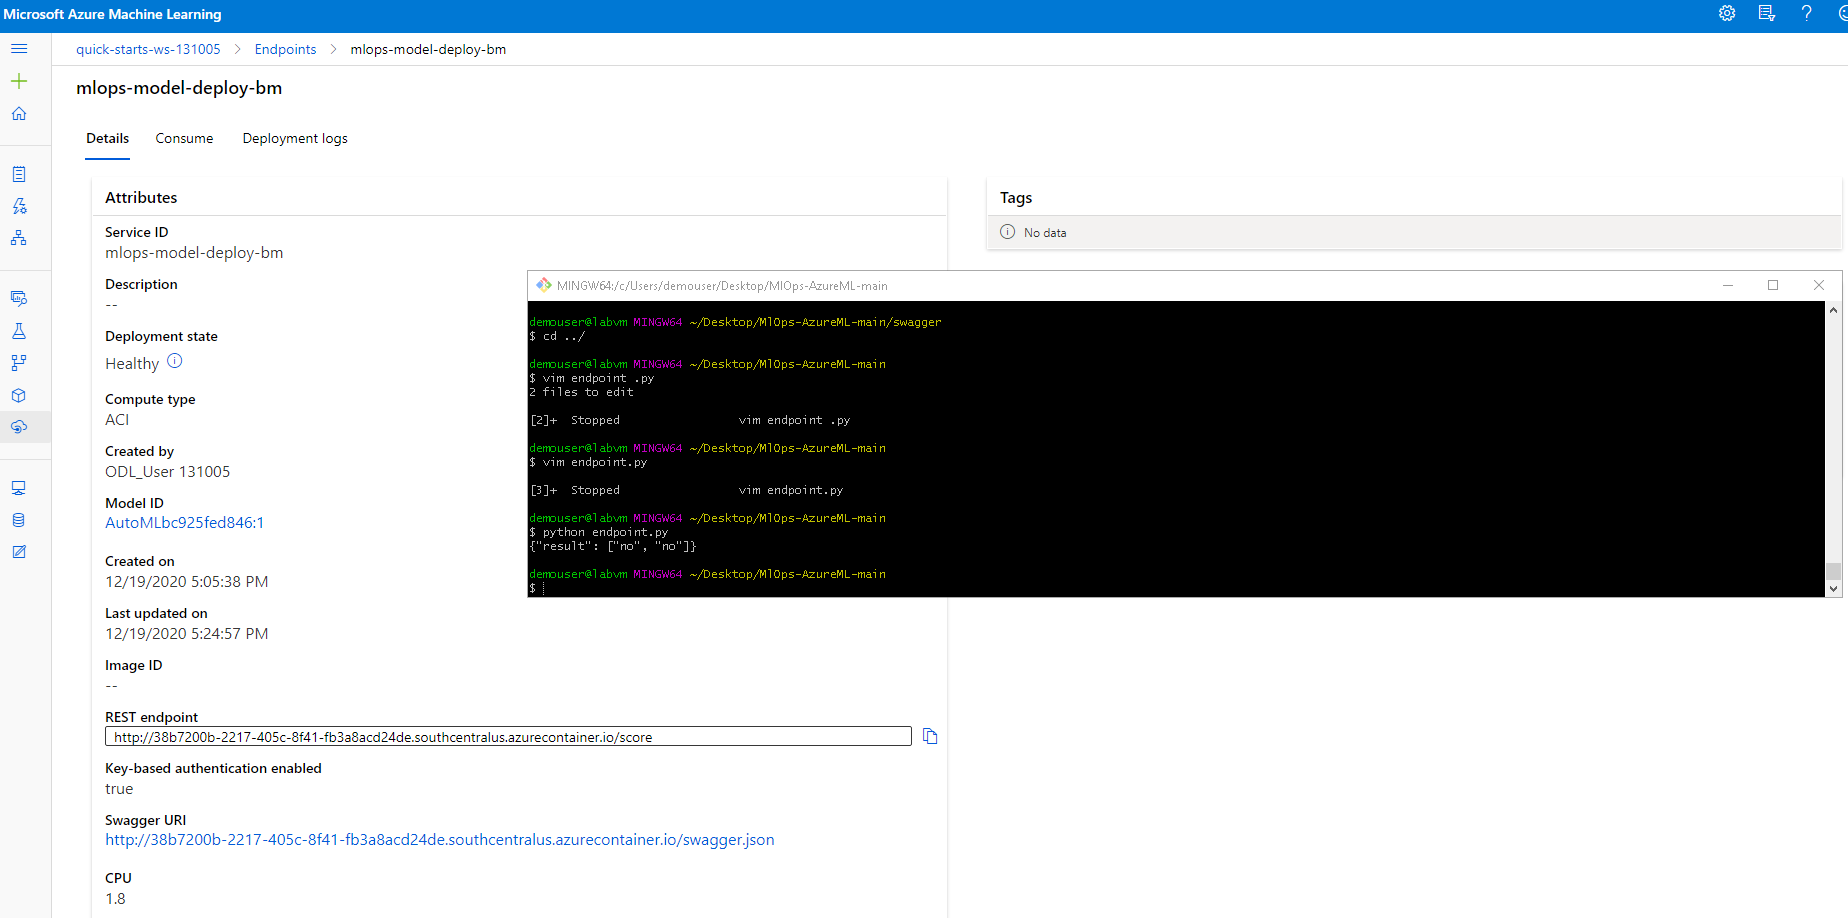 Microsoft Azure Machine Learning
quick-starts-ws-131005 > Endpoints > mlops-model-deploy-bm
mlops-model-deploy-bm
Details Consume Deployment logs
Attributes
Service ID
mlops-model-deploy-bm
Description
--
Deployment state
Healthy
Compute type
ACI
Created by
ODL_User 131005
Model ID
AutoMLbc925fed846:1
Created on
12/19/2020 5:05:38 PM
Last updated on
12/19/2020 5:24:57 PM
Image ID
--
REST endpoint
http://38b7200b-2217-405c-8f41-fb3a8acd24de.southcentralus.azurecontainer.io/score
Key-based authentication enabled
true
Swagger URI
http://38b7200b-2217-405c-8f41-fb3a8acd24de.southcentralus.azurecontainer.io/swagger.json
CPU
1.8
Tags
No data
MINGW64:/c/Users/demouser/Desktop/MlOps-AzureML-main
demouser@labvm MINGW64 ~/Desktop/MlOps-AzureML-main/swagger
$ cd ../
demouser@labvm MINGW64 ~/Desktop/MlOps-AzureML-main
$ vim endpoint .py
2 files to edit
[2]+ Stopped vim endpoint .py
demouser@labvm MINGW64 ~/Desktop/MlOps-AzureML-main
$ vim endpoint.py
[3]+ Stopped vim endpoint.py
demouser@labvm MINGW64 ~/Desktop/MlOps-AzureML-main
$ python endpoint.py
{"result": ["no", "no"]}
demouser@labvm MINGW64 ~/Desktop/MlOps-AzureML-main
$